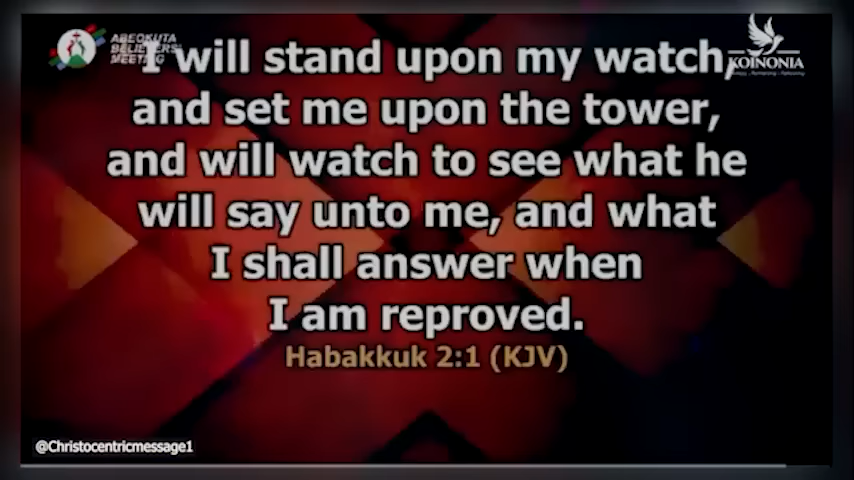 ABEOKUTA
BELIEVERS'
MEETING
KOINONIA
I will stand upon my watch,
and set me upon the tower,
and will watch to see what he
will say unto me, and what
I shall answer when
I am reproved.
Habakkuk 2:1 (KJV)
@Christocentricmessage1